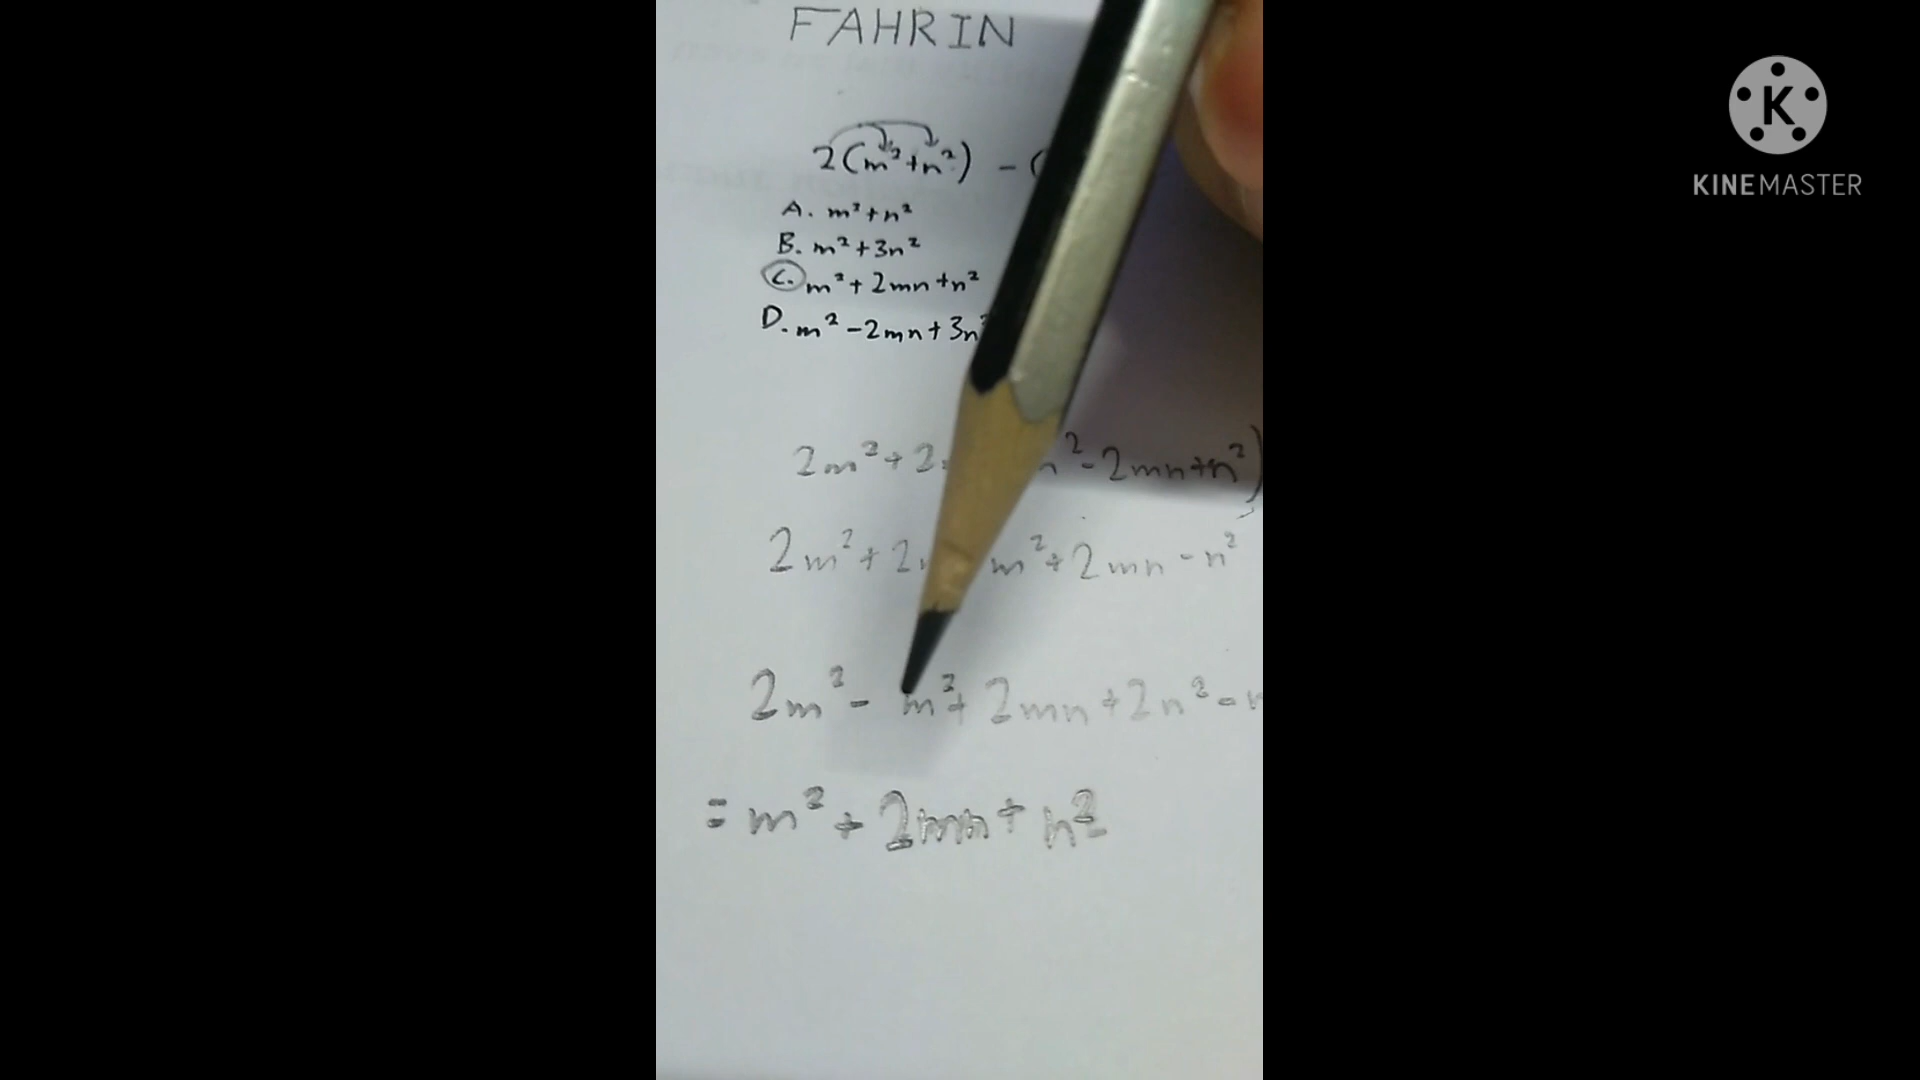 FAHRIN
2(m²+n²) - (
A. m²+n²
B. m²+3n²
C. m²+2mn+n²
D. m²-2mn+3n
2m²+2 ² - 2mn+n²)
2m²+2 m²+2mn-n²
2m²-m²+2mn+2n²-
= m²+2mn+n²
K
KINEMASTER